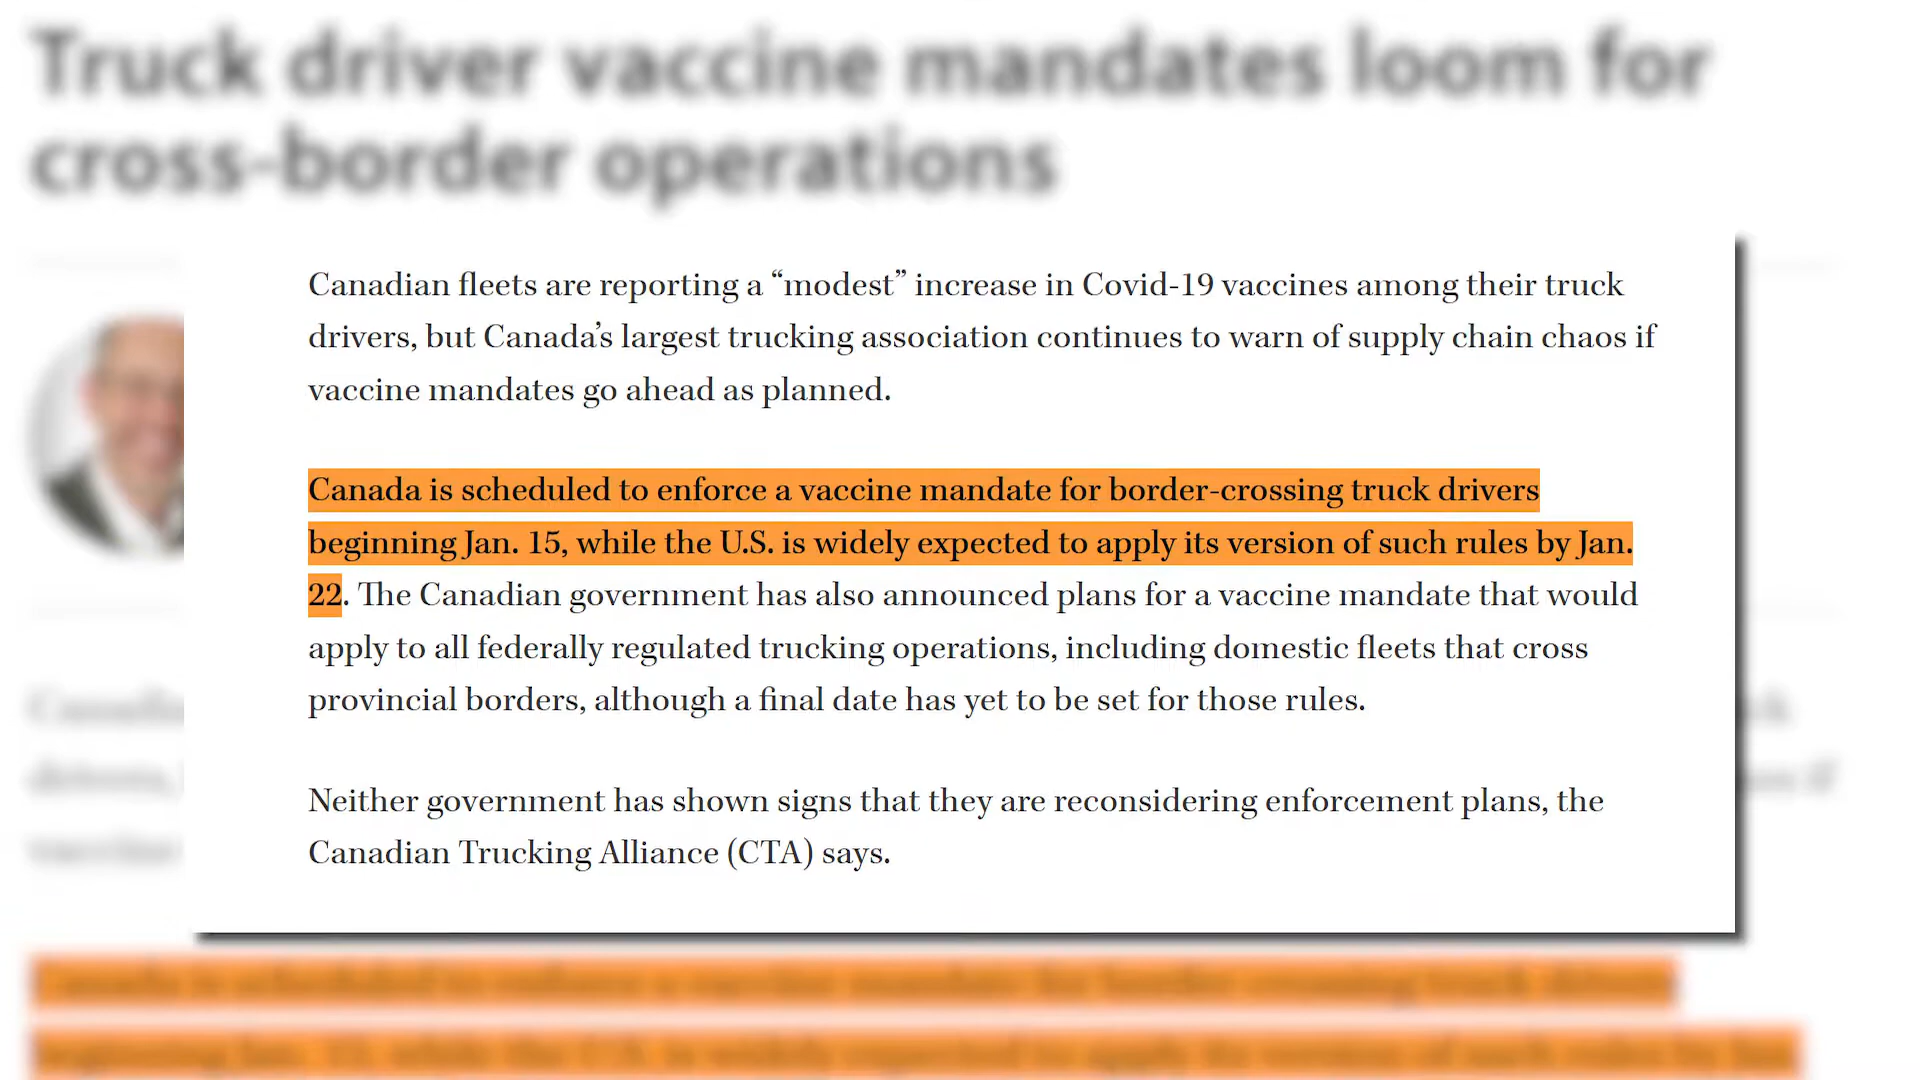 Truck driver vaccine mandates loom for
cross-border operations
Canadian fleets are reporting a “modest” increase in Covid-19 vaccines among their truck
drivers, but Canada’s largest trucking association continues to warn of supply chain chaos if
vaccine mandates go ahead as planned.
Canada is scheduled to enforce a vaccine mandate for border-crossing truck drivers
beginning Jan. 15, while the U.S. is widely expected to apply its version of such rules by Jan.
22. The Canadian government has also announced plans for a vaccine mandate that would
apply to all federally regulated trucking operations, including domestic fleets that cross
provincial borders, although a final date has yet to be set for those rules.
Neither government has shown signs that they are reconsidering enforcement plans, the
Canadian Trucking Alliance (CTA) says.